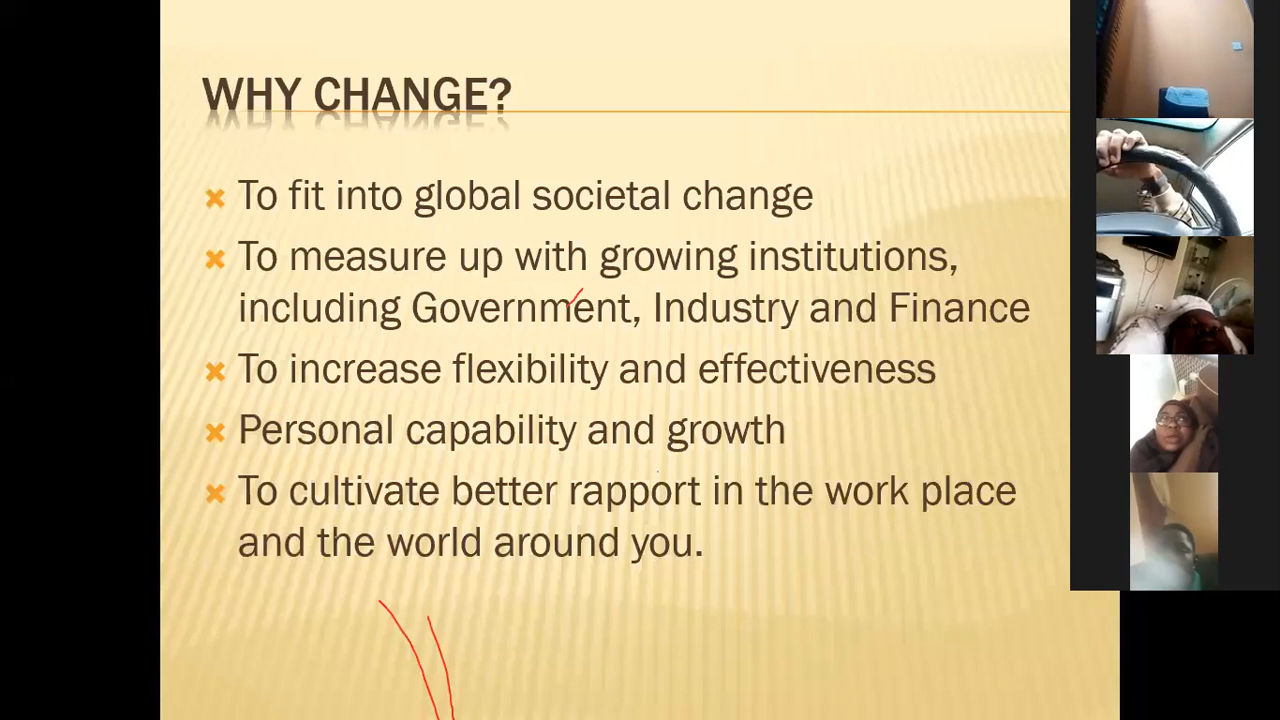 WHY CHANGE?
To fit into global societal change
To measure up with growing institutions,
including Government, Industry and Finance
To increase flexibility and effectiveness
Personal capability and growth
To cultivate better rapport in the work place
and the world around you.